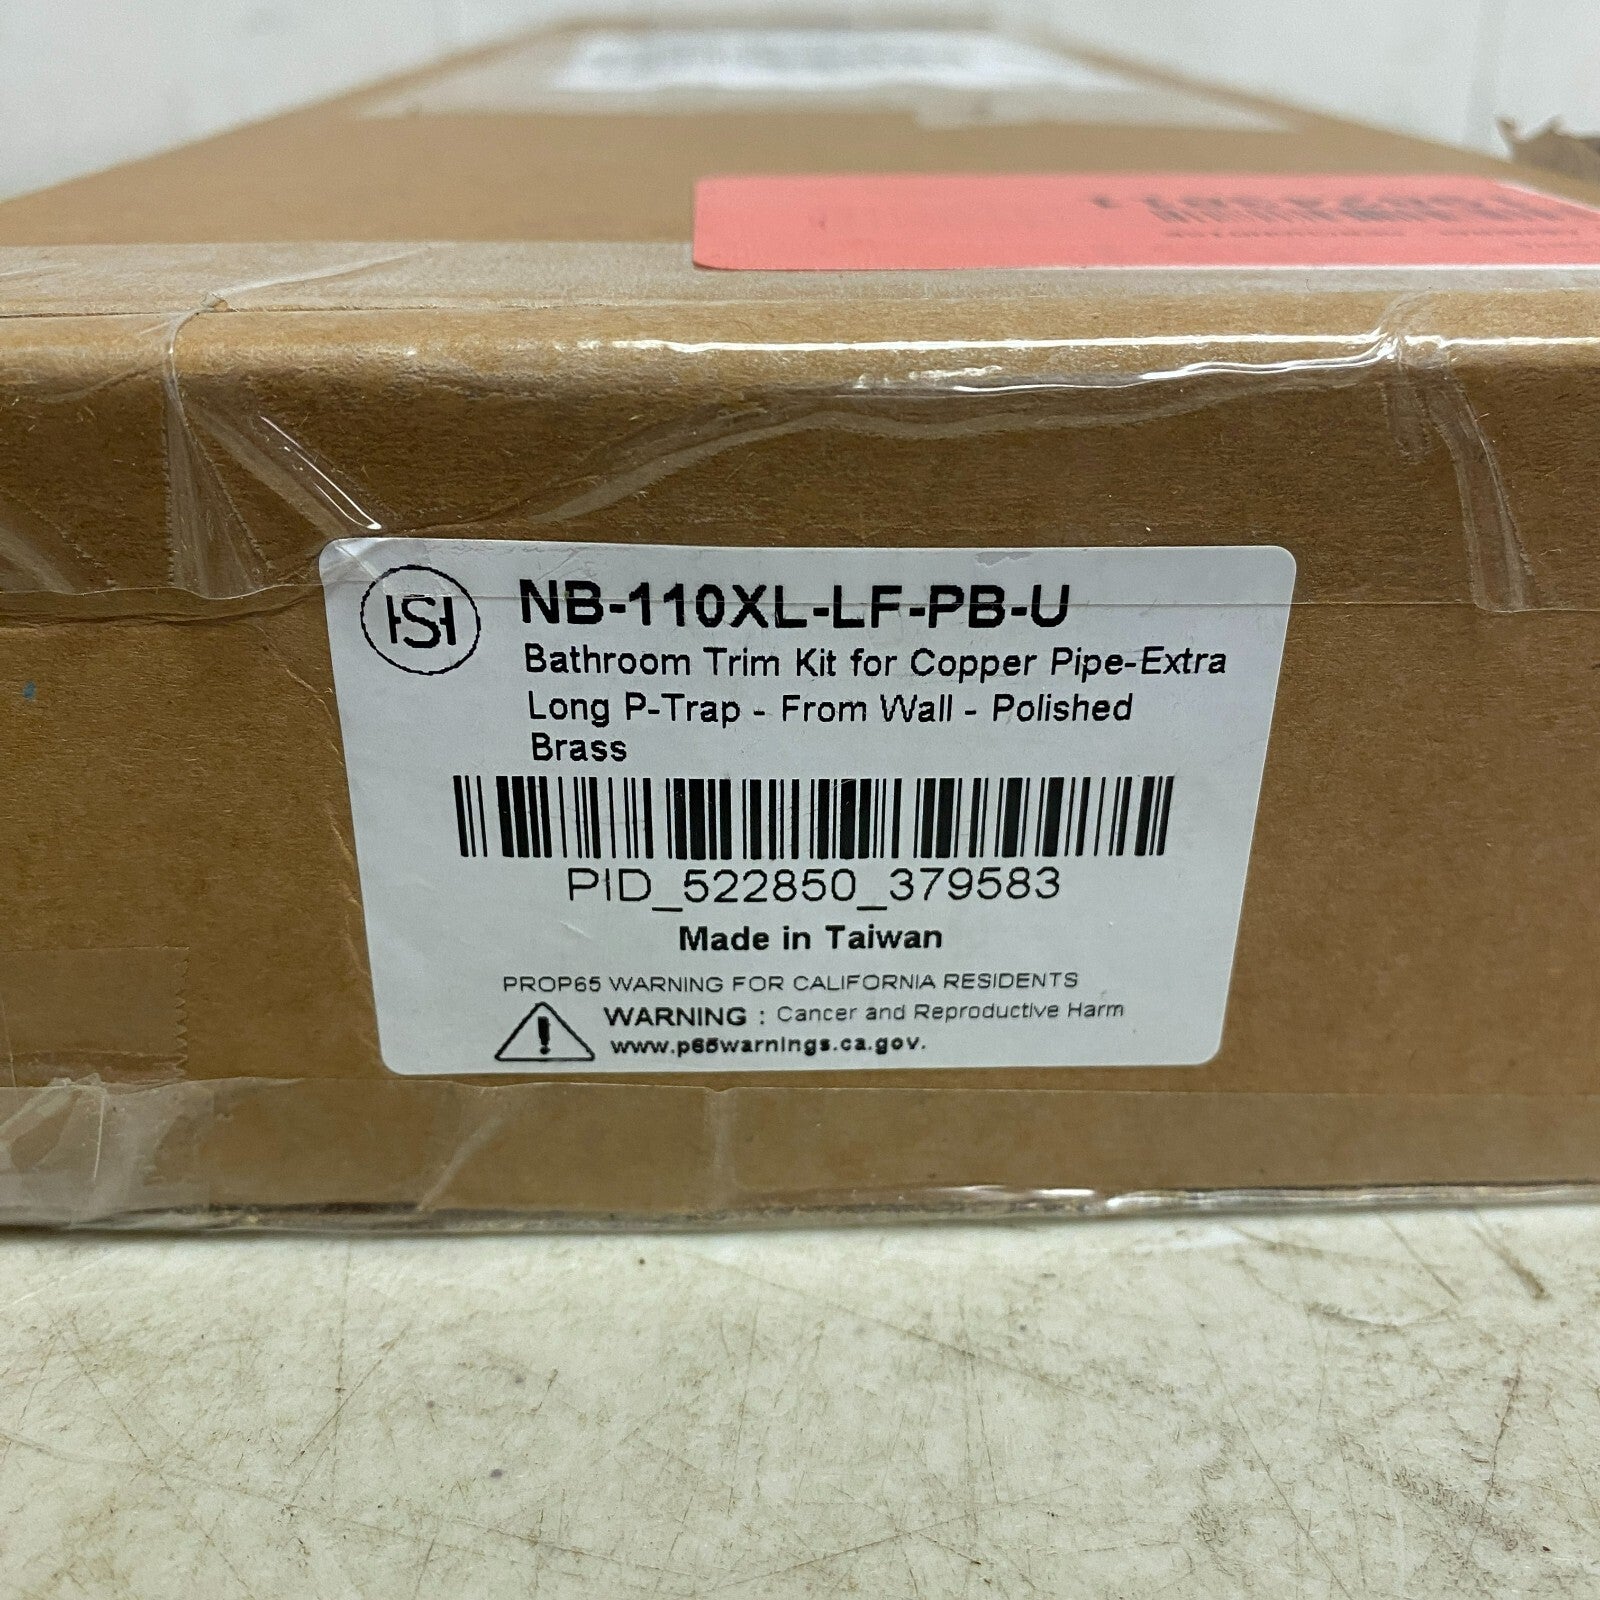 HSH
NB-110XL-LF-PB-U
Bathroom Trim Kit for Copper Pipe-Extra
Long P-Trap - From Wall - Polished
Brass
PID_522850_379583
Made in Taiwan
PROP65 WARNING FOR CALIFORNIA RESIDENTS
WARNING : Cancer and Reproductive Harm
www.p65warnings.ca.gov.